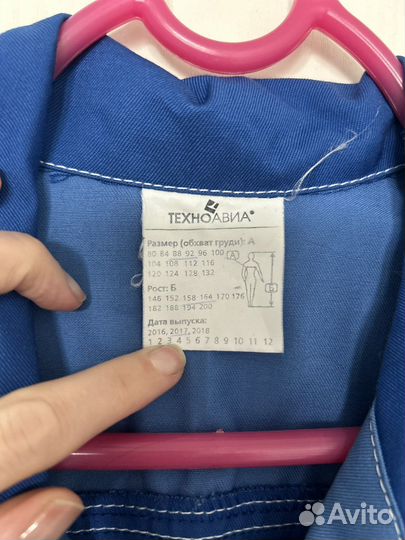 ТЕХНОАВИА®
Размер (обхват груди): А
80 84 88 92 96 100
104 108 112 116
120 124 128 132
А
Рост: Б
146 152 158 164 170 176
182 188 194 200
Б
Дата выпуска:
2016, 2017, 2018
1 2 3 4 5 6 7 8 9 10 11 12
Avito